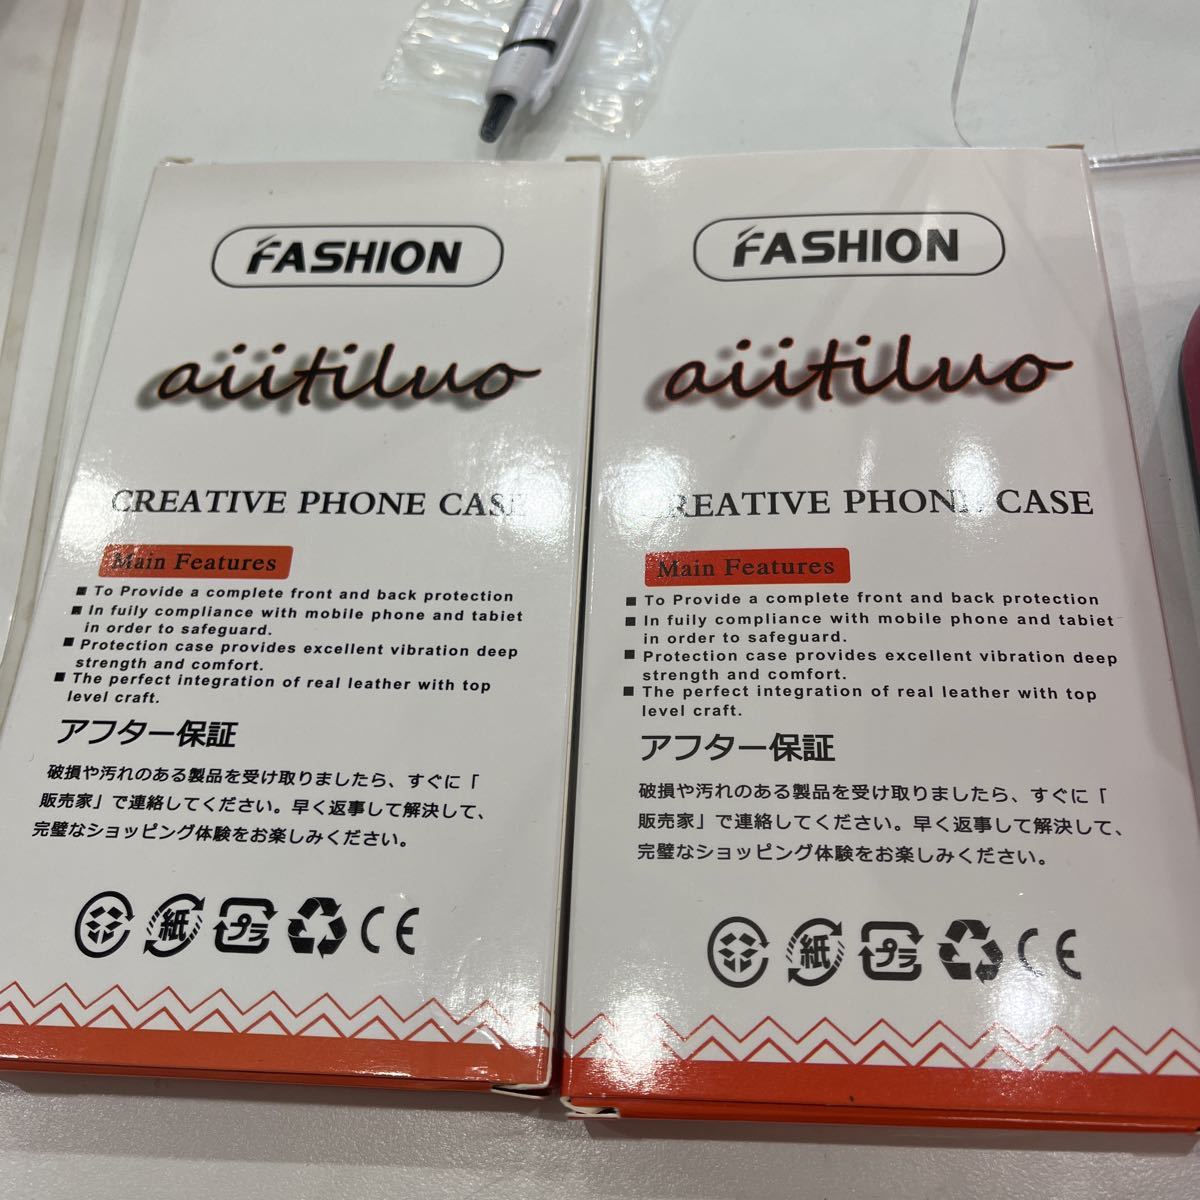 FASHION
aiitiluo
CREATIVE PHONE CASE
Main Features
■ To Provide a complete front and back protection
■ In fully compliance with mobile phone and tabiet
in order to safeguard.
■ Protection case provides excellent vibration deep
strength and comfort.
■ The perfect integration of real leather with top
level craft.
アフター保証
破損や汚れのある製品を受け取りましたら、すぐに「
販売家」で連絡してください。早く返事して解決して、
完璧なショッピング体験をお楽しみください。
紙 プラ CE
FASHION
aiitiluo
CREATIVE PHONE CASE
Main Features
■ To Provide a complete front and back protection
■ In fully compliance with mobile phone and tabiet
in order to safeguard.
■ Protection case provides excellent vibration deep
strength and comfort.
■ The perfect integration of real leather with top
level craft.
アフター保証
破損や汚れのある製品を受け取りましたら、すぐに「
販売家」で連絡してください。早く返事して解決して、
完璧なショッピング体験をお楽しみください。
紙 プラ CE